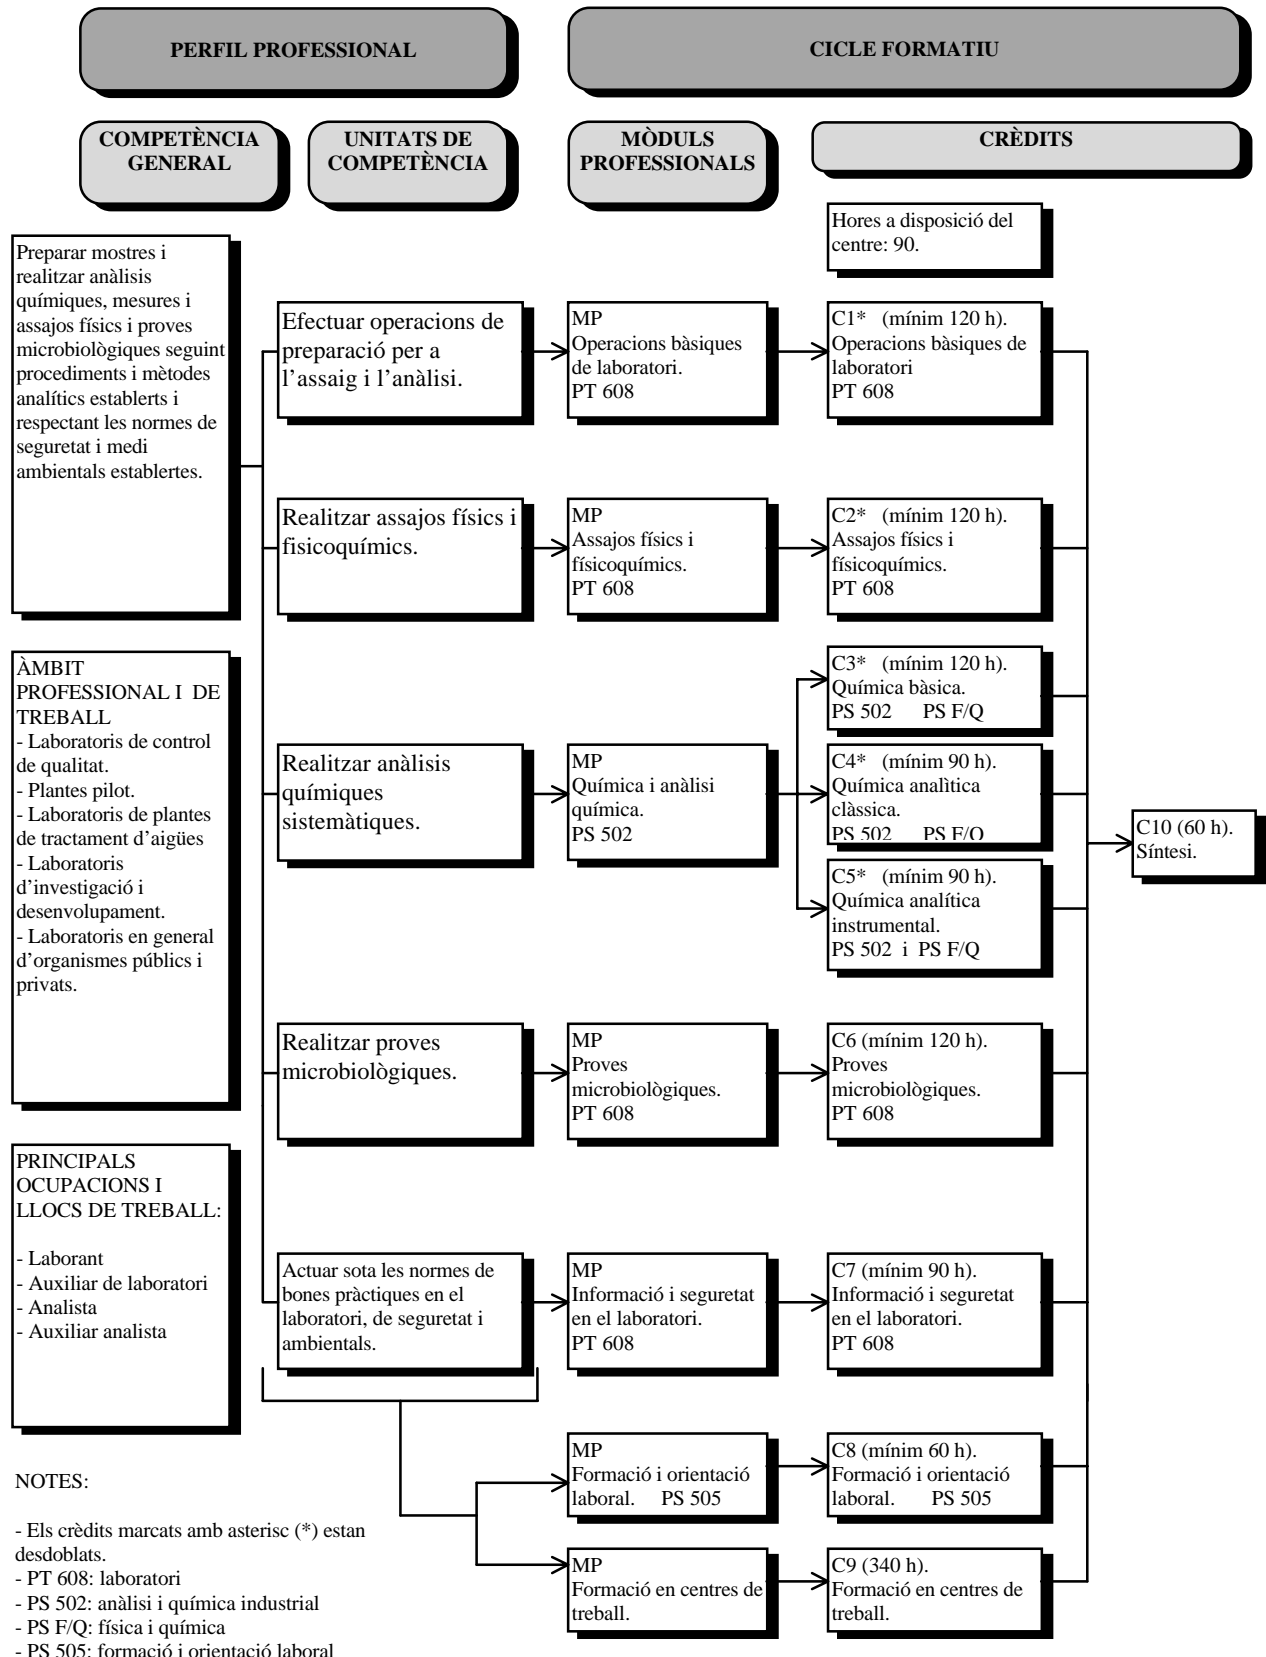 PERFIL PROFESSIONAL
CICLE FORMATIU
COMPETÈNCIA
GENERAL
UNITATS DE
COMPETÈNCIA
MÒDULS
PROFESSIONALS
CRÈDITS
Hores a disposició del
centre: 90.
Preparar mostres i
realitzar anàlisis
químiques, mesures i
assajos físics i proves
microbiològiques seguint
procediments i mètodes
analítics establerts i
respectant les normes de
seguretat i medi
ambientals establertes.
Efectuar operacions de
preparació per a
l’assaig i l’anàlisi.
MP
Operacions bàsiques
de laboratori.
PT 608
C1* (mínim 120 h).
Operacions bàsiques de
laboratori
PT 608
Realitzar assajos físics i
fisicoquímics.
MP
Assajos físics i
físicoquímics.
PT 608
C2* (mínim 120 h).
Assajos físics i
físicoquímics.
PT 608
ÀMBIT
PROFESSIONAL I DE
TREBALL
- Laboratoris de control
de qualitat.
- Plantes pilot.
- Laboratoris de plantes
de tractament d’aigües
- Laboratoris
d’investigació i
desenvolupament.
- Laboratoris en general
d’organismes públics i
privats.
Realitzar anàlisis
químiques
sistemàtiques.
MP
Química i anàlisi
química.
PS 502
C3* (mínim 120 h).
Química bàsica.
PS 502 PS F/Q
C4* (mínim 90 h).
Química analìtica
clàssica.
PS 502 PS F/Q
C5* (mínim 90 h).
Química analítica
instrumental.
PS 502 i PS F/Q
C10 (60 h).
Síntesi.
Realitzar proves
microbiològiques.
MP
Proves
microbiològiques.
PT 608
C6 (mínim 120 h).
Proves
microbiològiques.
PT 608
PRINCIPALS
OCUPACIONS I
LLOCS DE TREBALL:
- Laborant
- Auxiliar de laboratori
- Analista
- Auxiliar analista
Actuar sota les normes de
bones pràctiques en el
laboratori, de seguretat i
ambientals.
MP
Informació i seguretat
en el laboratori.
PT 608
C7 (mínim 90 h).
Informació i seguretat
en el laboratori.
PT 608
MP
Formació i orientació
laboral. PS 505
C8 (mínim 60 h).
Formació i orientació
laboral. PS 505
MP
Formació en centres de
treball.
C9 (340 h).
Formació en centres de
treball.
NOTES:
- Els crèdits marcats amb asterisc (*) estan
desdoblats.
- PT 608: laboratori
- PS 502: anàlisi i química industrial
- PS F/Q: física i química
- PS 505: formació i orientació laboral